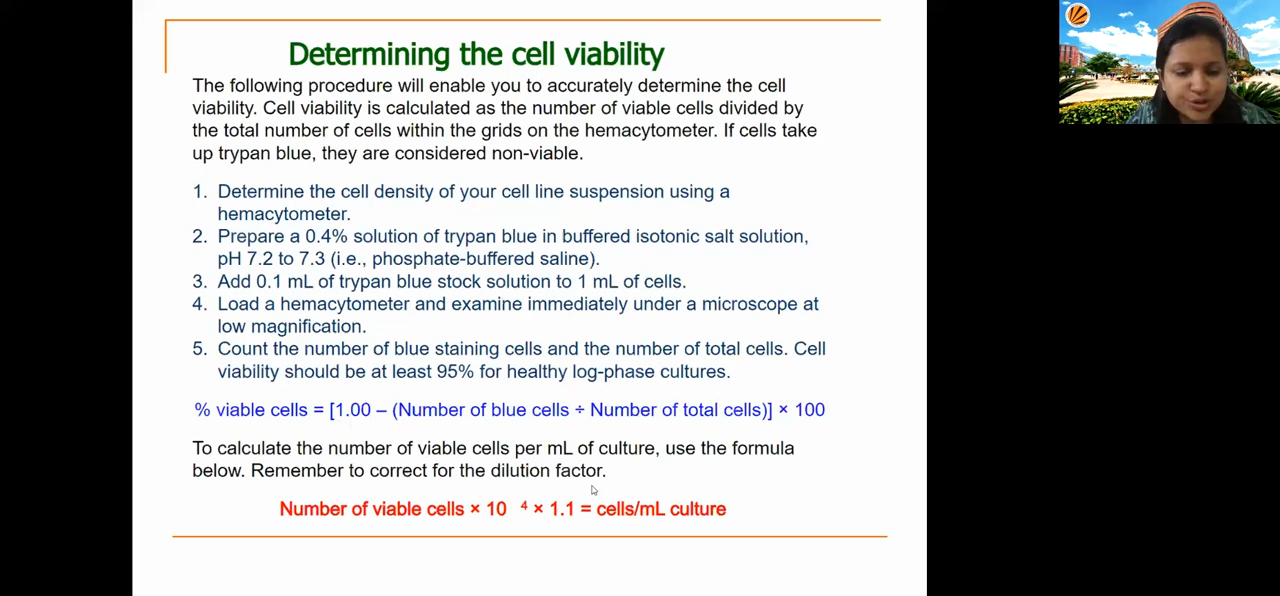 Determining the cell viability
The following procedure will enable you to accurately determine the cell
viability. Cell viability is calculated as the number of viable cells divided by
the total number of cells within the grids on the hemacytometer. If cells take
up trypan blue, they are considered non-viable.
1. Determine the cell density of your cell line suspension using a
hemacytometer.
2. Prepare a 0.4% solution of trypan blue in buffered isotonic salt solution,
pH 7.2 to 7.3 (i.e., phosphate-buffered saline).
3. Add 0.1 mL of trypan blue stock solution to 1 mL of cells.
4. Load a hemacytometer and examine immediately under a microscope at
low magnification.
5. Count the number of blue staining cells and the number of total cells. Cell
viability should be at least 95% for healthy log-phase cultures.
% viable cells = [1.00 – (Number of blue cells ÷ Number of total cells)] × 100
To calculate the number of viable cells per mL of culture, use the formula
below. Remember to correct for the dilution factor.
Number of viable cells × 10 ⁴ × 1.1 = cells/mL culture